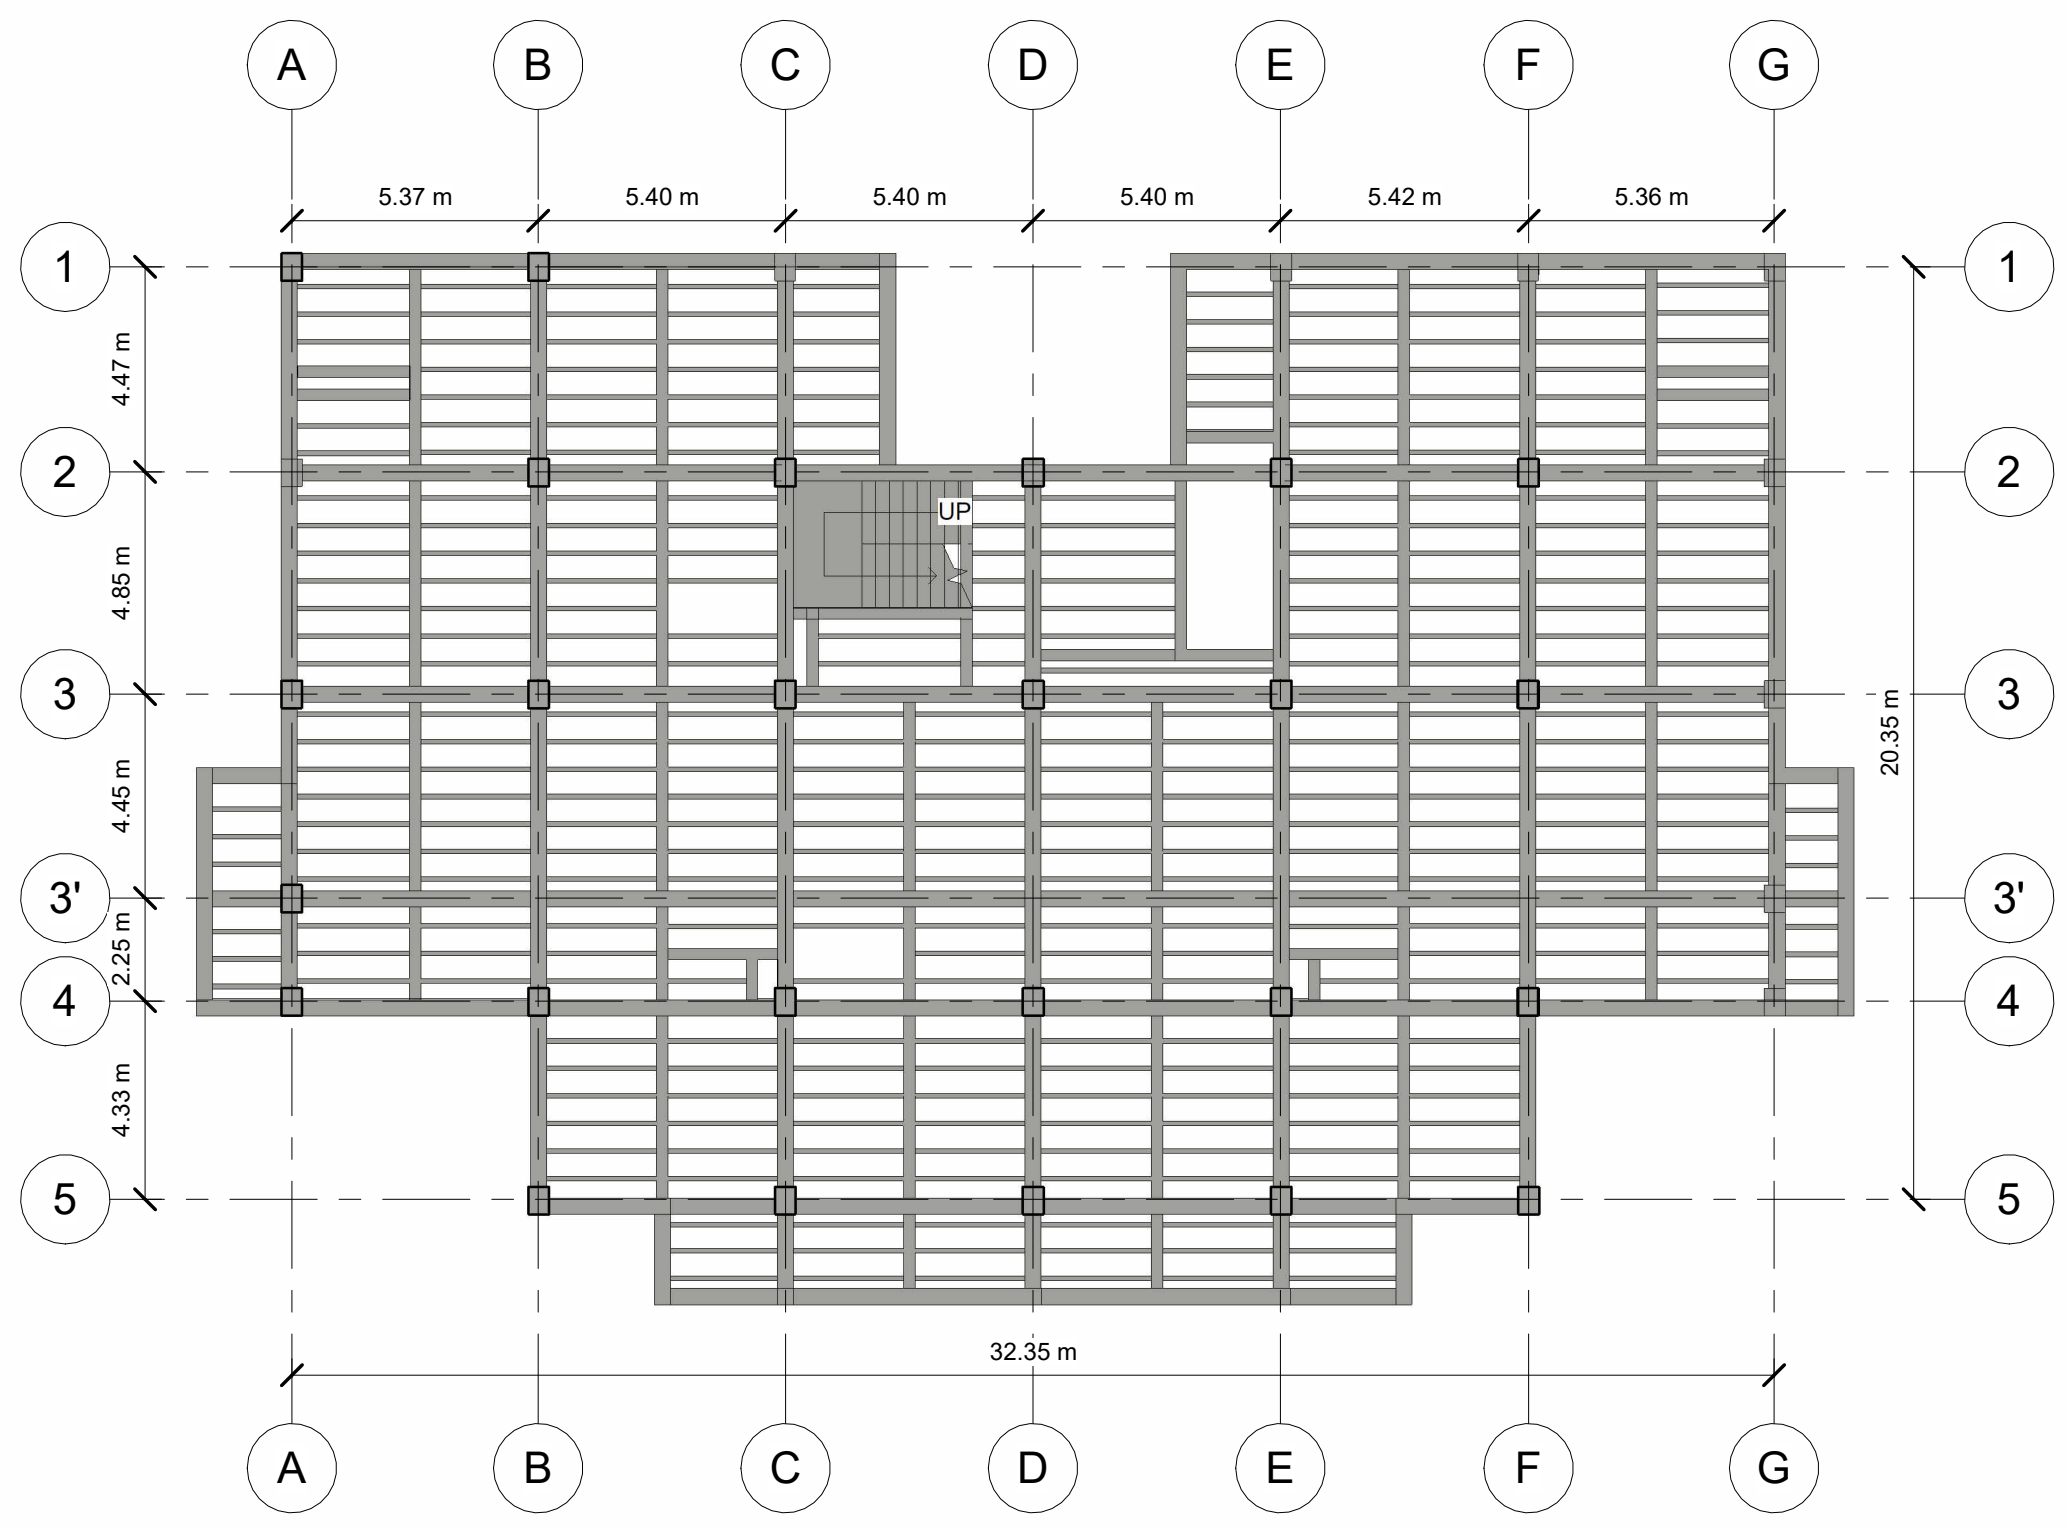 A B C D E F G
5.37 m 5.40 m 5.40 m 5.40 m 5.42 m 5.36 m
1 1
4.47 m
2 2
UP
4.85 m
3 3
20.35 m
4.45 m
3' 3'
2.25 m
4 4
4.33 m
5 5
32.35 m
A B C D E F G